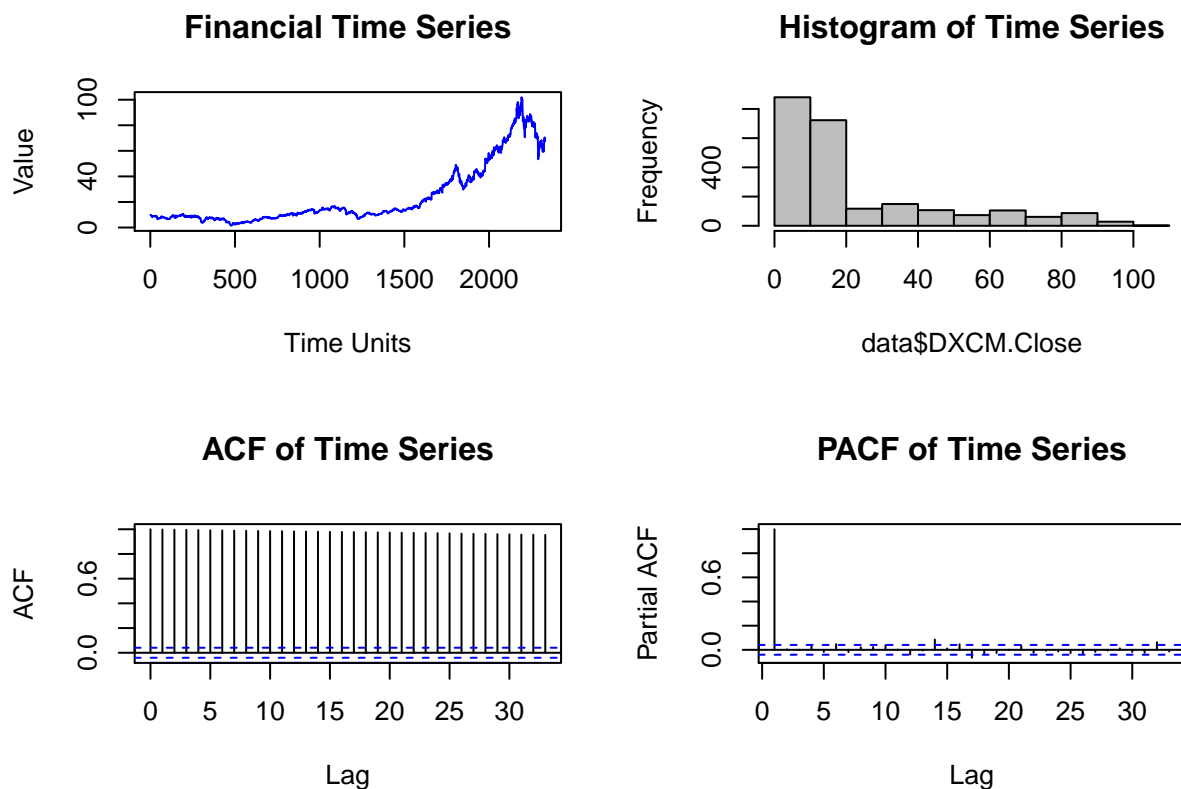 Financial Time Series
Value
0 40 100
0 500 1000 1500 2000
Time Units
Histogram of Time Series
Frequency
0 400
0 20 40 60 80 100
data$DXCM.Close
ACF of Time Series
ACF
0.0 0.6
0 5 10 15 20 25 30
Lag
PACF of Time Series
Partial ACF
0.0 0.6
0 5 10 15 20 25 30
Lag